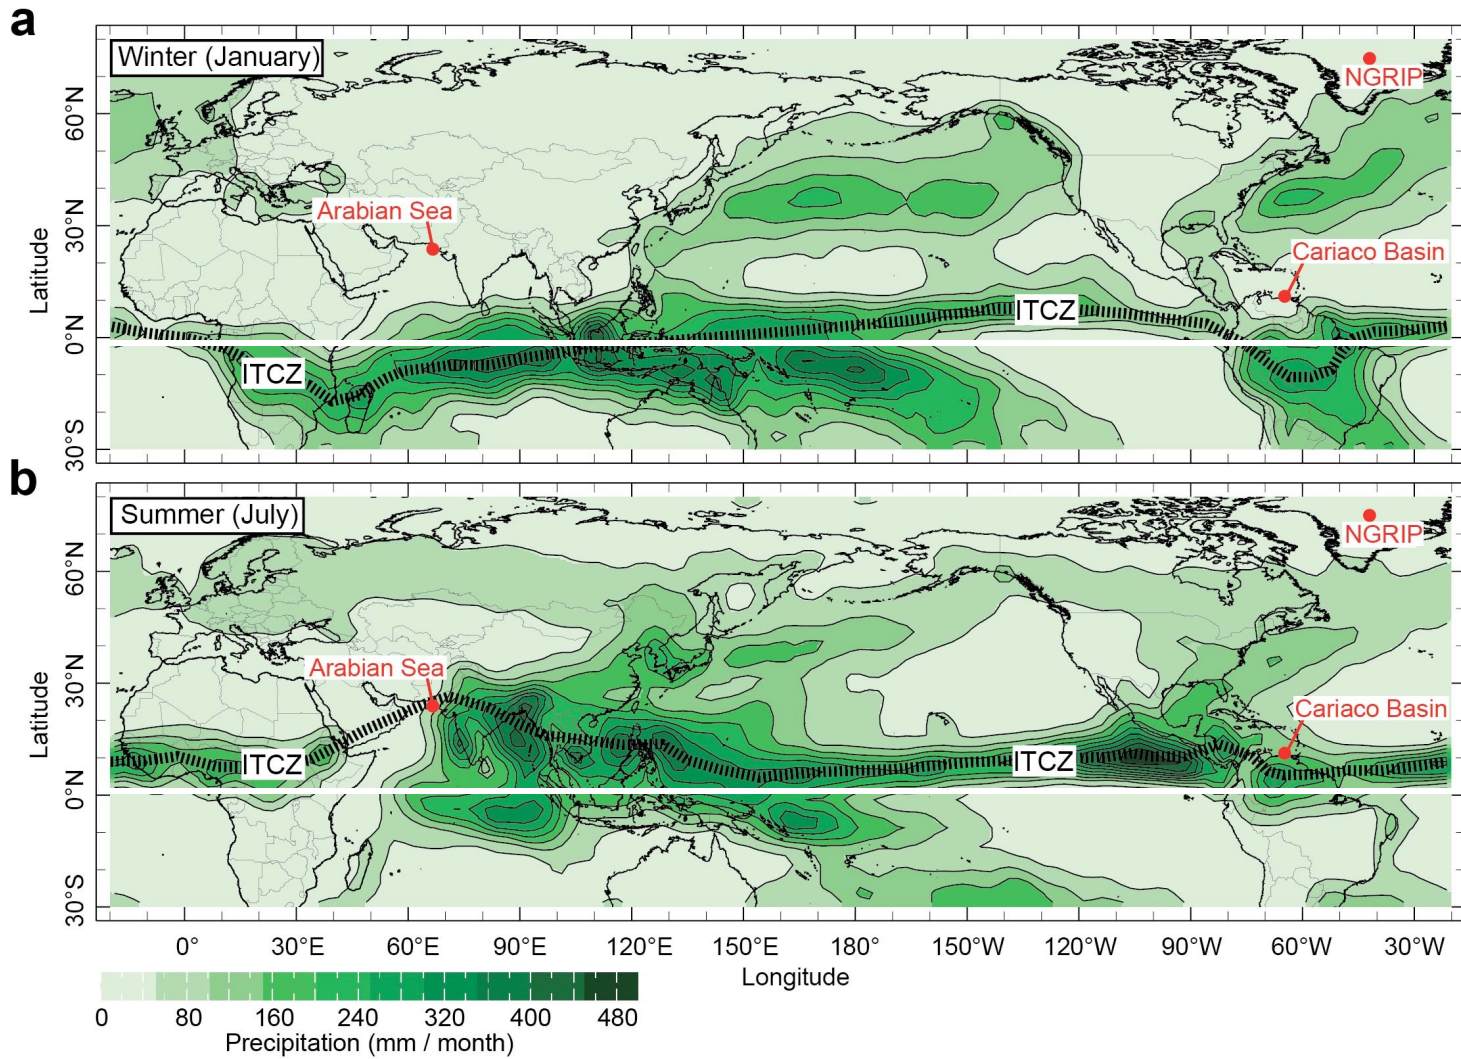 a
Winter (January)
NGRIP
60°N
Arabian Sea
30°N
Cariaco Basin
Latitude
ITCZ
0°N
ITCZ
30°S
b
Summer (July)
NGRIP
60°N
Arabian Sea
30°N
Cariaco Basin
Latitude
ITCZ
ITCZ
0°N
30°S
0° 30°E 60°E 90°E 120°E 150°E 180° 150°W 120°W 90°W 60°W 30°W
Longitude
0 80 160 240 320 400 480
Precipitation (mm / month)